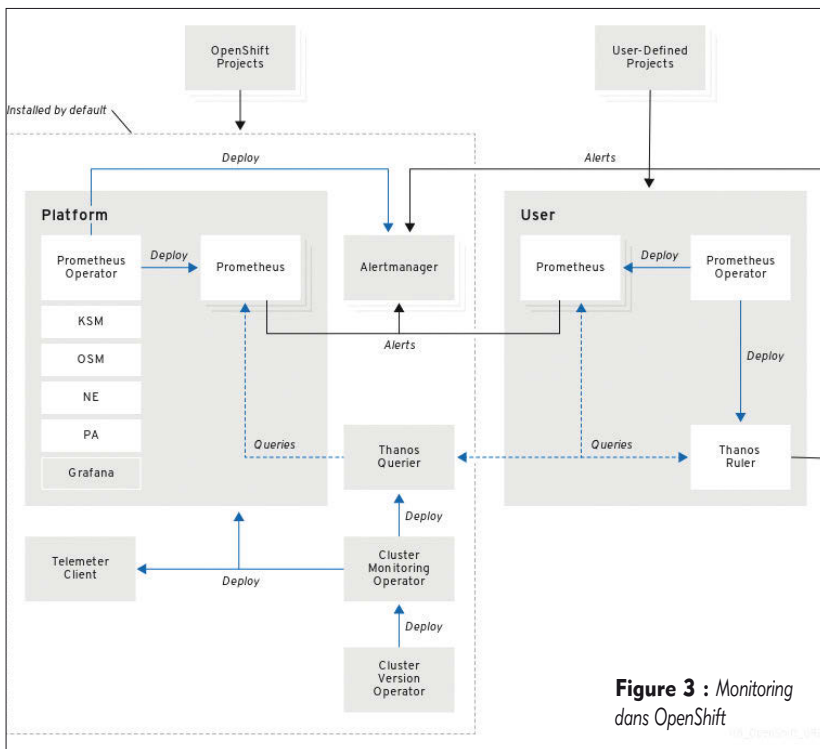 OpenShift
Projects
User-Defined
Projects
Installed by default
Deploy
Alerts
Platform
User
Prometheus
Operator
Deploy
Prometheus
Alertmanager
Prometheus
Deploy
Prometheus
Operator
KSM
OSM
NE
PA
Grafana
Alerts
Deploy
Queries
Thanos
Querier
Queries
Thanos
Ruler
Deploy
Telemeter
Client
Deploy
Cluster
Monitoring
Operator
Deploy
Cluster
Version
Operator
Figure 3 : Monitoring
dans OpenShift